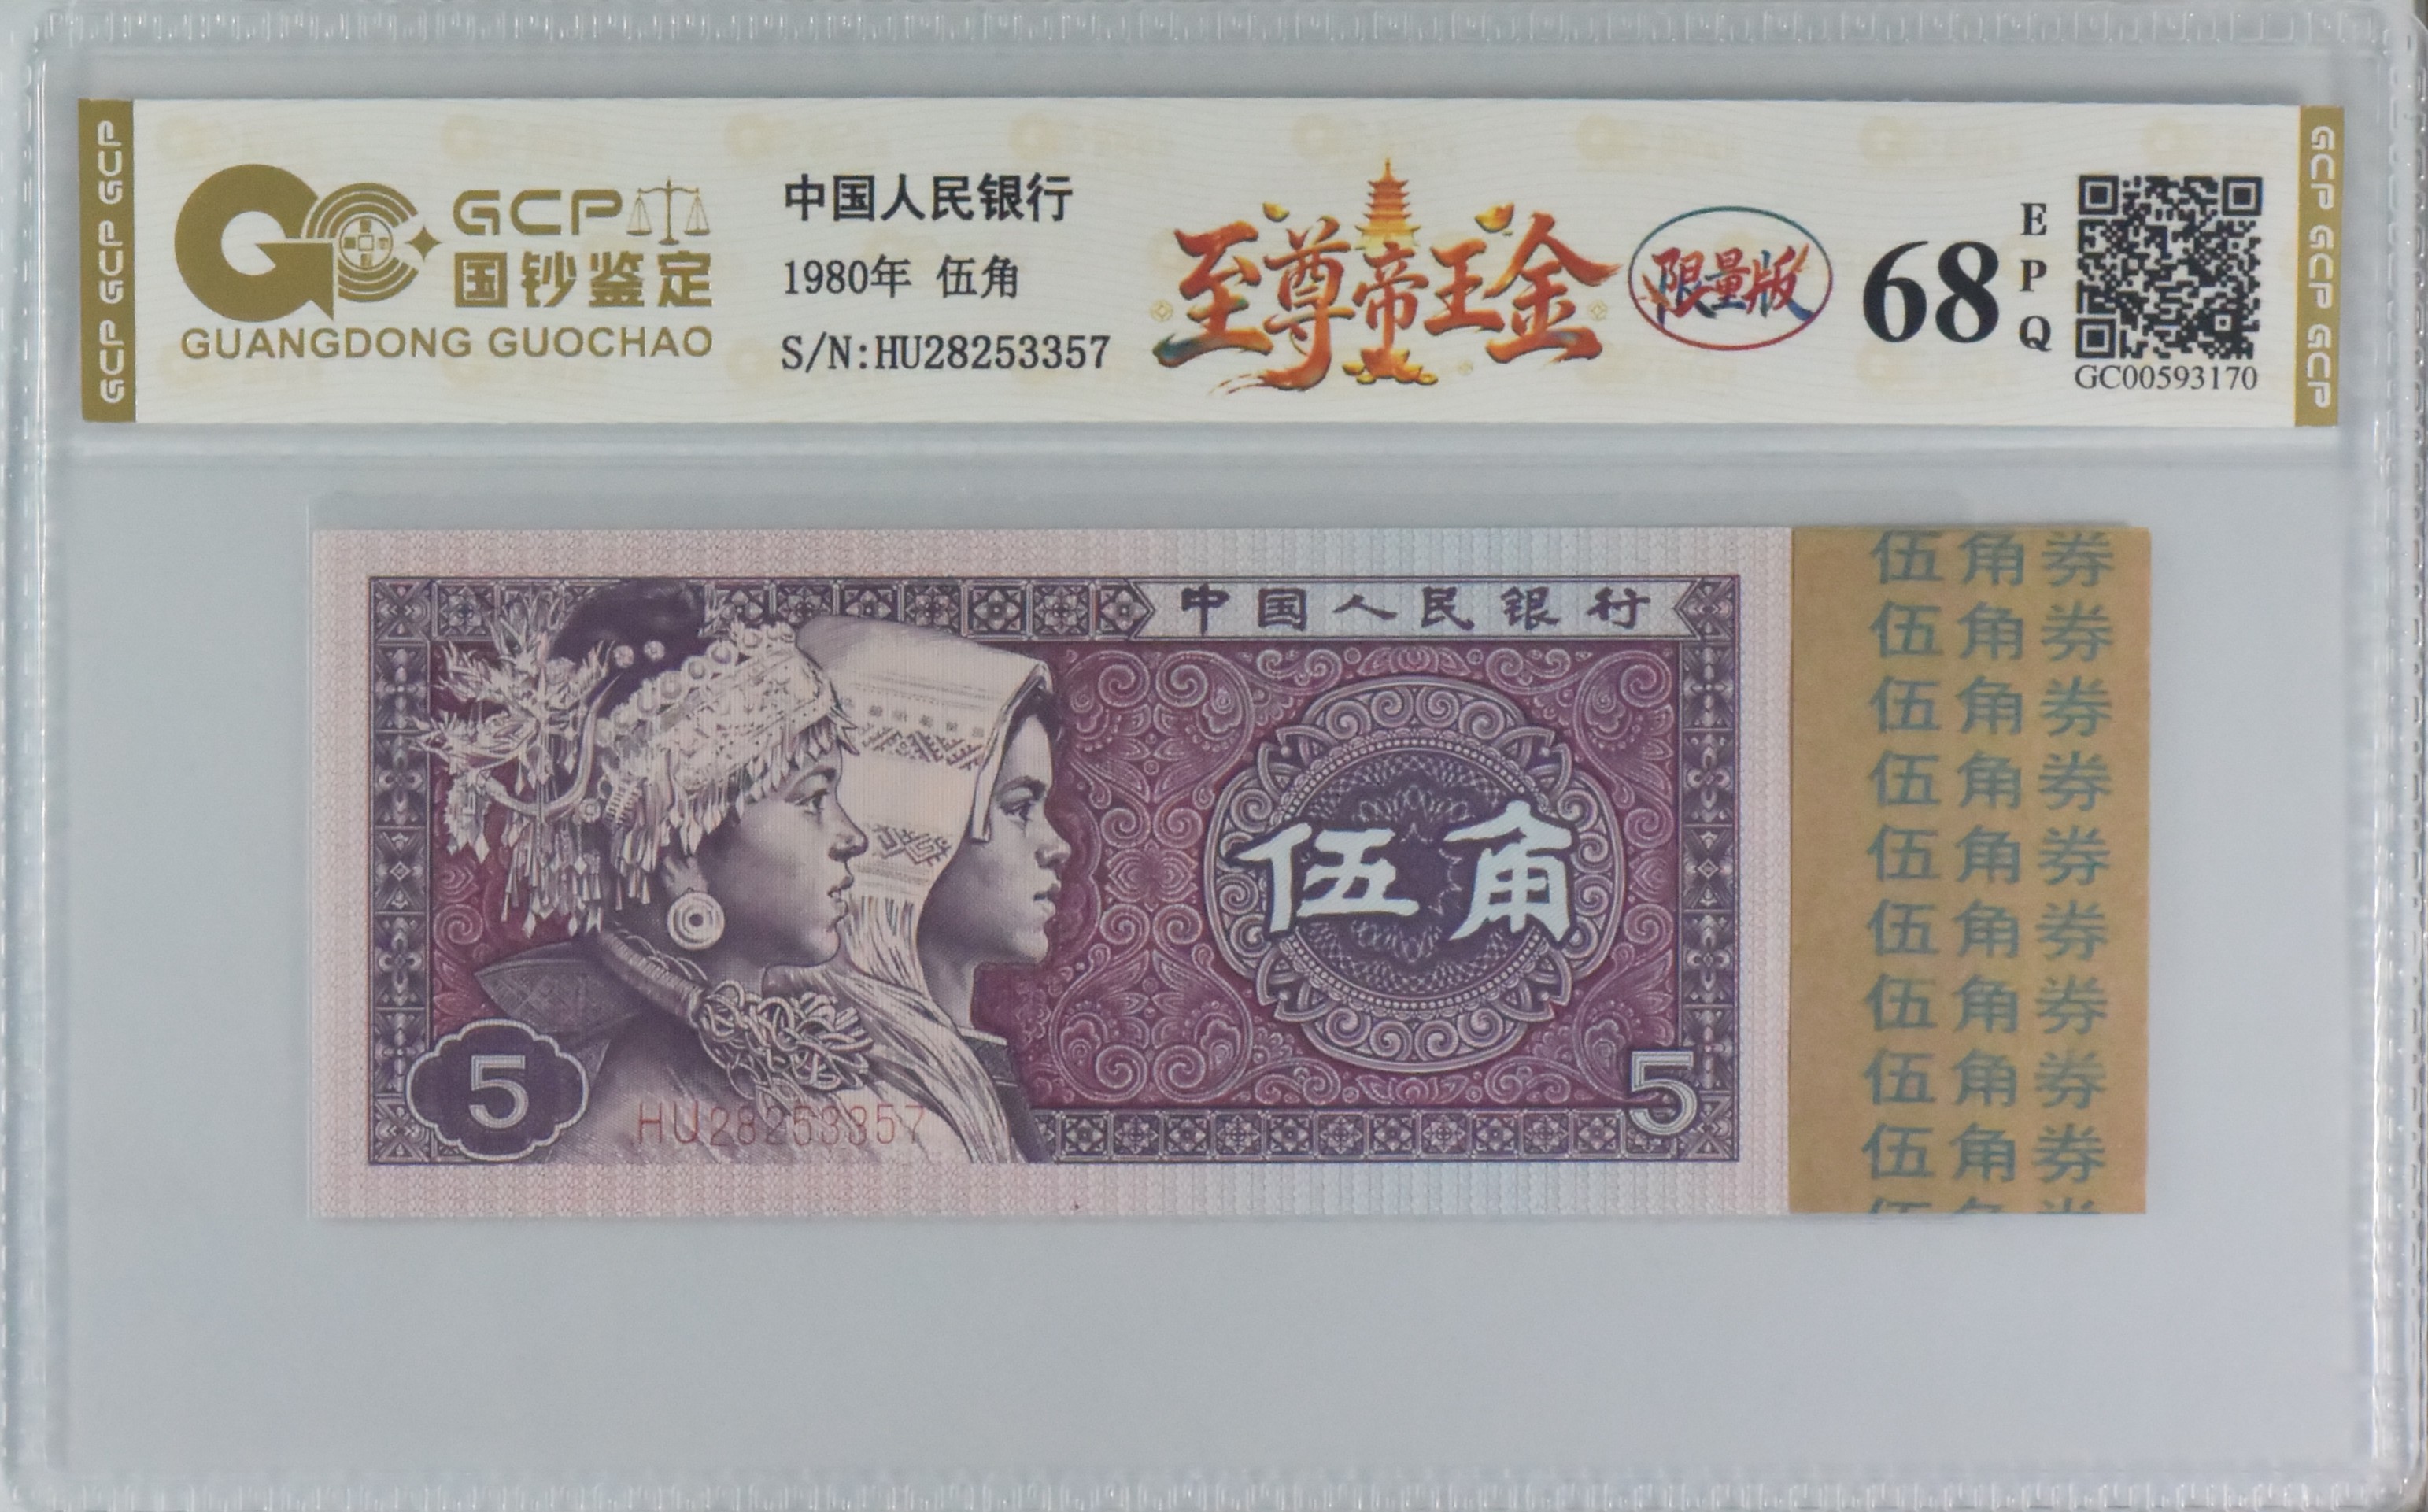 GCP GCP GCP
GCP
国钞鉴定
GUANGDONG GUOCHAO
中国人民银行
1980年 伍角
S/N:HU28253357
至尊帝王金
限量版
68
E
P
Q
GC00593170
GCP GCP GCP
中国人民银行
伍角
5
HU28253357
5
伍角券
伍角券
伍角券
伍角券
伍角券
伍角券
伍角券
伍角券
伍角券